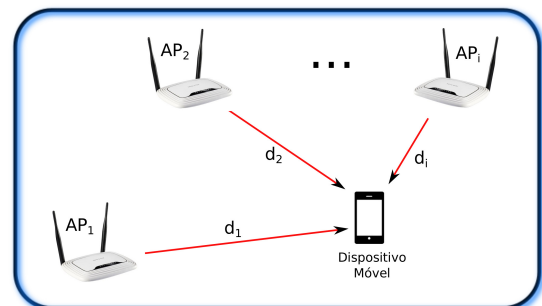 AP2
...
APi
d2
di
AP1
d1
Dispositivo
Móvel